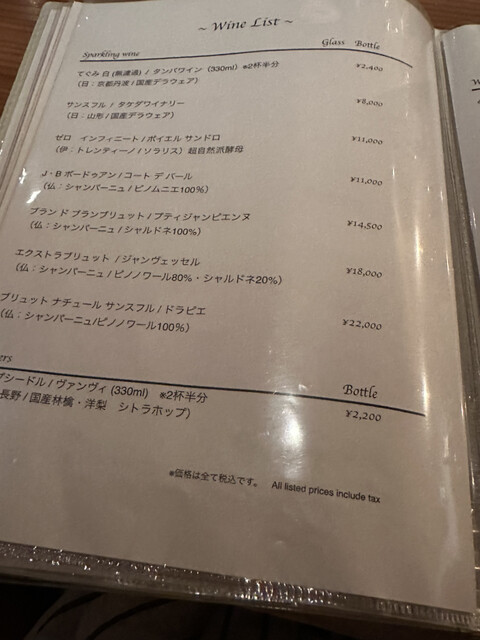 ~ Wine List ~
Sparkling wine Glass Bottle
てぐみ 白 (無濾過) / タンバワイン (330ml) ※2杯半分 ¥2,400
(日:京都丹波 / 国産デラウェア)
サンスフル / タケダワイナリー ¥8,000
(日:山形 / 国産デラウェア)
ゼロ インフィニート / ポイエル サンドロ ¥11,000
(伊:トレンティーノ / ソラリス) 超自然派酵母
J・B ボードゥアン / コート デ バール ¥11,000
(仏:シャンパーニュ / ピノムニエ100%)
ブラン ド ブランブリュット / プティジャンピエンヌ ¥14,500
(仏:シャンパーニュ / シャルドネ100%)
エクストラブリュット / ジャンヴェッセル ¥18,000
(仏:シャンパーニュ / ピノノワール80%・シャルドネ20%)
ブリュット ナチュール サンスフル / ドラピエ ¥22,000
(仏:シャンパーニュ/ピノノワール100%)
ers Bottle
シードル / ヴァンヴィ (330ml) ※2杯半分 ¥2,200
長野 / 国産林檎・洋梨 シトラホップ)
※価格は全て税込です。 All listed prices include tax